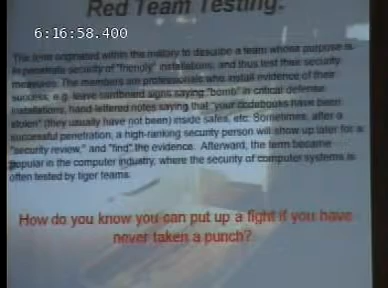 Red Team Testing:
6:16:58.400
The term originated within the military to describe a team whose purpose is
to penetrate security of "friendly" installations, and thus test their security
measures. The members are professionals who install evidence of their
success, e.g. leave cardboard signs saying "bomb" in critical defense
installations, hand-lettered notes saying that "your codebooks have been
stolen" (they usually have not been) inside safes, etc. Sometimes, after a
successful penetration, a high-ranking security person will show up later for a
"security review," and "find" the evidence. Afterward, the term became
popular in the computer industry, where the security of computer systems is
often tested by tiger teams.
How do you know you can put up a fight if you have
never taken a punch?